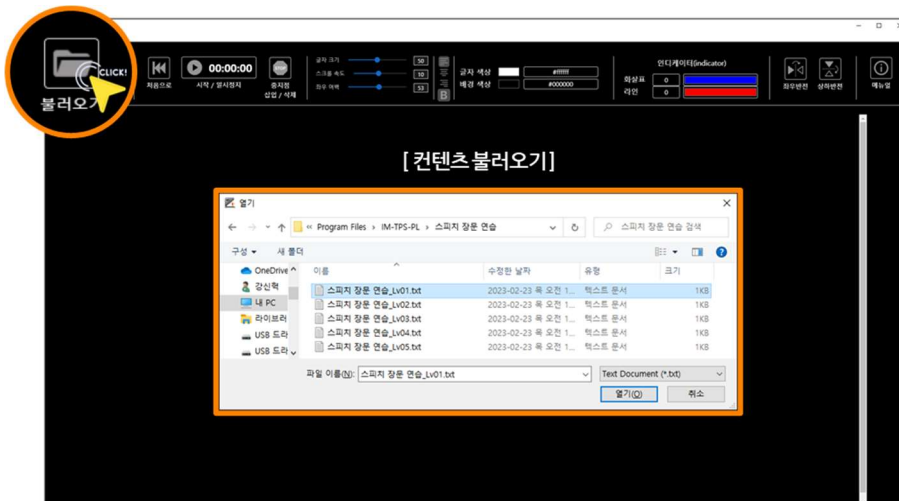 불러오기
CLICK!
처음으로
00:00:00
시작 / 일시정지
STOP
중지점
삽입 / 삭제
글자 크기 50
스크롤 속도 10
좌우 여백 53
B
글자 색상 #ffffff
배경 색상 #000000
인디케이터(indicator)
화살표 0
라인 0
좌우반전
상하반전
메뉴얼
[ 컨텐츠 불러오기]
열기
« Program Files › IM-TPS-PL › 스피치 장문 연습
스피치 장문 연습 검색
구성 새 폴더
이름 수정한 날짜 유형 크기
OneDrive
강신혁
내 PC
라이브러
USB 드라
USB 드라
스피치 장문 연습_Lv01.txt 2023-02-23 목 오전 1... 텍스트 문서 1KB
스피치 장문 연습_Lv02.txt 2023-02-23 목 오전 1... 텍스트 문서 1KB
스피치 장문 연습_Lv03.txt 2023-02-23 목 오전 1... 텍스트 문서 1KB
스피치 장문 연습_Lv04.txt 2023-02-23 목 오전 1... 텍스트 문서 1KB
스피치 장문 연습_Lv05.txt 2023-02-23 목 오전 1... 텍스트 문서 1KB
파일 이름(N): 스피치 장문 연습_Lv01.txt Text Document (*.txt)
열기(O) 취소